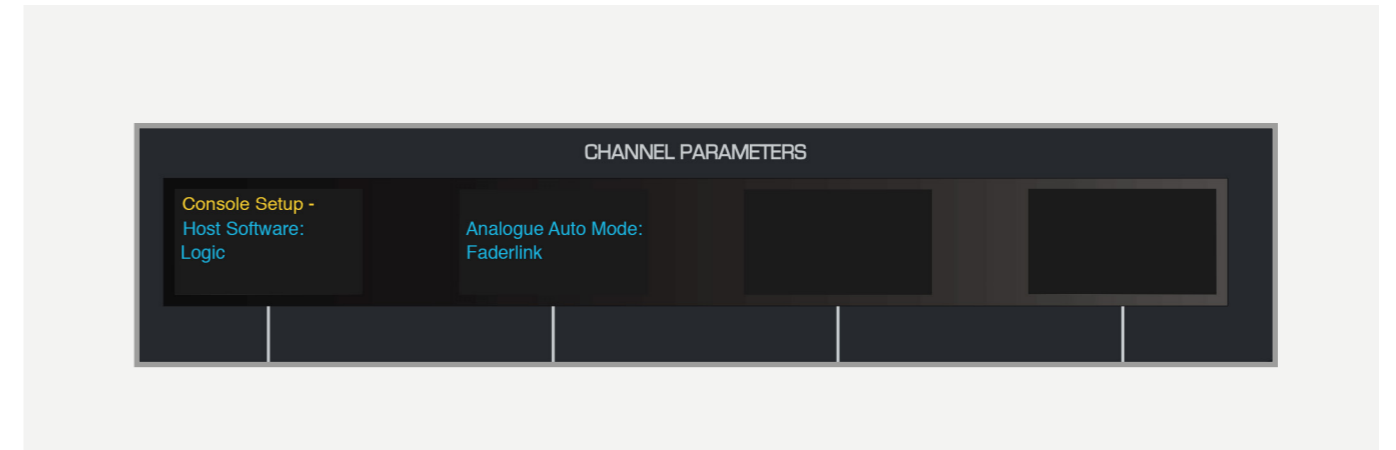 CHANNEL PARAMETERS
Console Setup -
Host Software:
Logic
Analogue Auto Mode:
Faderlink